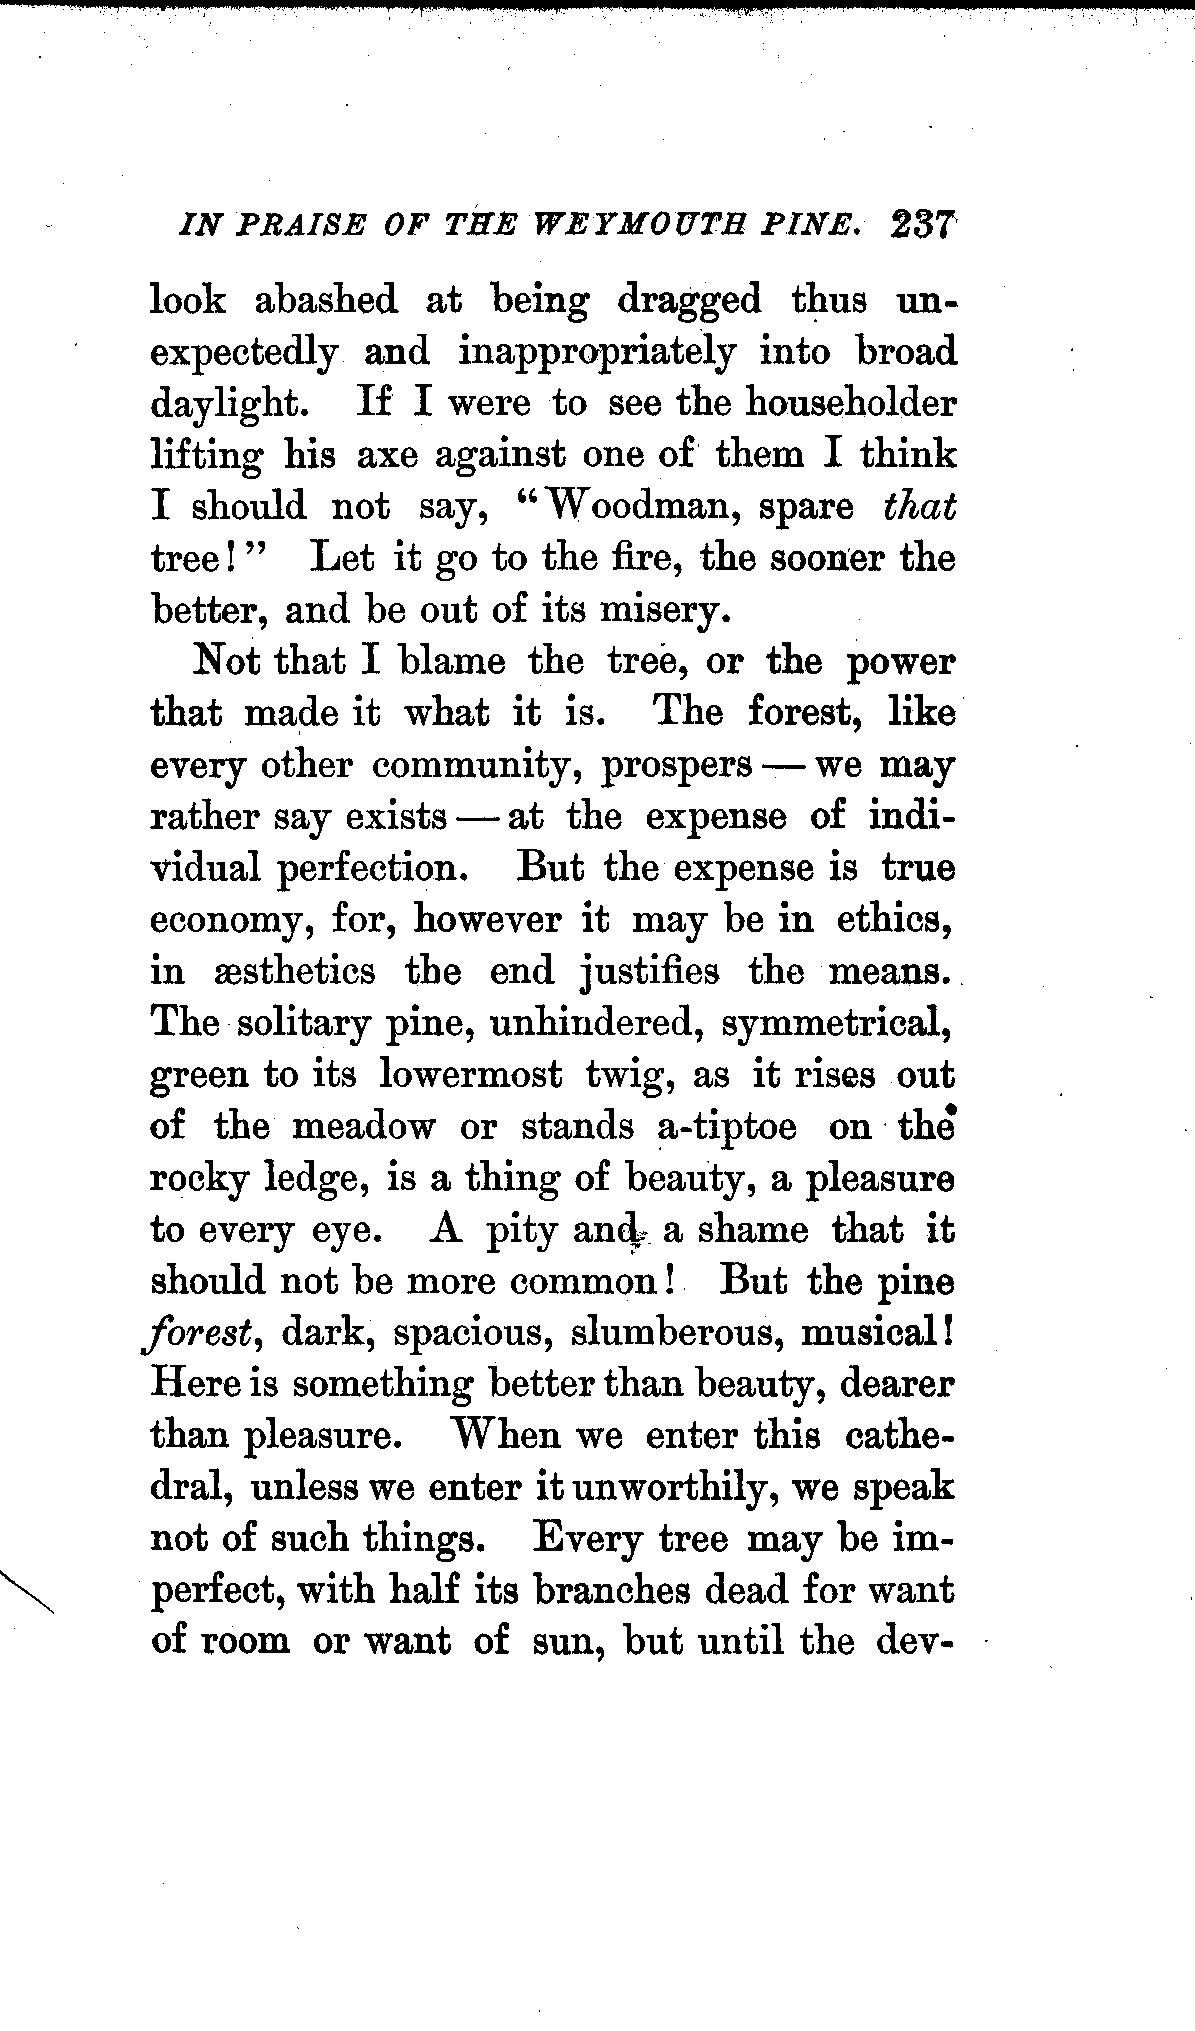 IN PRAISE OF THE WEYMOUTH PINE. 237
look abashed at being dragged thus un-
expectedly and inappropriately into broad
daylight. If I were to see the householder
lifting his axe against one of them I think
I should not say, "Woodman, spare that
tree!" Let it go to the fire, the sooner the
better, and be out of its misery.
Not that I blame the tree, or the power
that made it what it is. The forest, like
every other community, prospers — we may
rather say exists — at the expense of indi-
vidual perfection. But the expense is true
economy, for, however it may be in ethics,
in æsthetics the end justifies the means.
The solitary pine, unhindered, symmetrical,
green to its lowermost twig, as it rises out
of the meadow or stands a-tiptoe on the
rocky ledge, is a thing of beauty, a pleasure
to every eye. A pity and a shame that it
should not be more common! But the pine
forest, dark, spacious, slumberous, musical!
Here is something better than beauty, dearer
than pleasure. When we enter this cathe-
dral, unless we enter it unworthily, we speak
not of such things. Every tree may be im-
perfect, with half its branches dead for want
of room or want of sun, but until the dev-